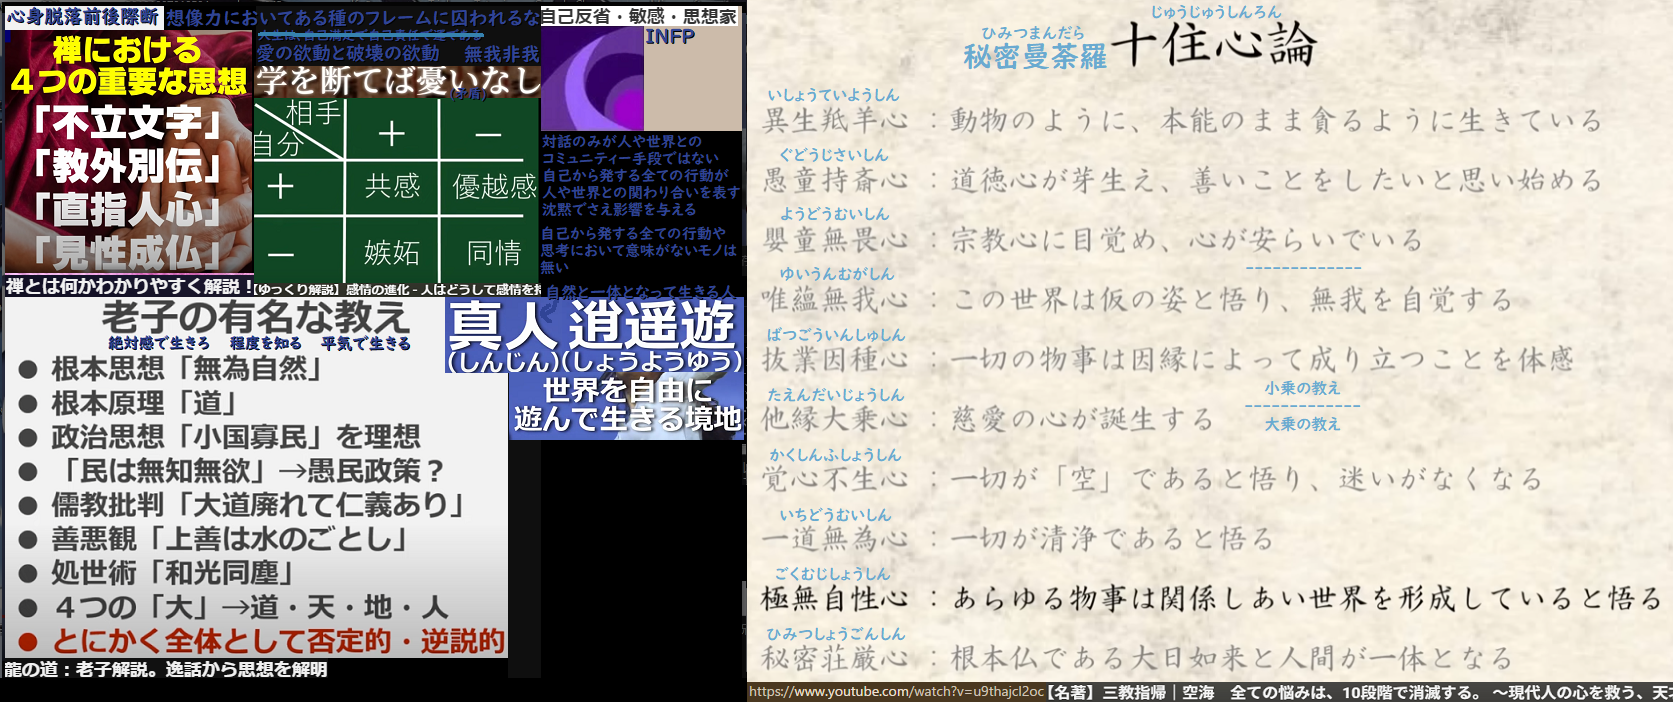 心身脱落前後際断
想像力においてある種のフレームに囚われるな
自己反省・敏感・思想家
INFP
人生は、自己満足で自己責任で運である
愛の欲動と破壊の欲動 無我非我
禅における
4つの重要な思想
「不立文字」
「教外別伝」
「直指人心」
「見性成仏」
禅とは何かわかりやすく解説！
学を断てば憂いなし
(矛盾)
相手
自分
＋ －
＋ 共感 優越感
－ 嫉妬 同情
【ゆっくり解説】感情の進化 - 人はどうして感情を持
対話のみが人や世界との
コミュニティー手段ではない
自己から発する全ての行動が
人や世界との関わり合いを表す
沈黙でさえ影響を与える
自己から発する全ての行動や
思考において意味がないモノは
無い
自然と一体となって生きる人
老子の有名な教え
絶対感で生きろ 程度を知る 平気で生きる
● 根本思想「無為自然」
● 根本原理「道」
● 政治思想「小国寡民」を理想
● 「民は無知無欲」→愚民政策？
● 儒教批判「大道廃れて仁義あり」
● 善悪観「上善は水のごとし」
● 処世術「和光同塵」
● ４つの「大」→道・天・地・人
● とにかく全体として否定的・逆説的
龍の道：老子解説。逸話から思想を解明
真人 逍遥遊
(しんじん)(しょうようゆう)
世界を自由に
遊んで生きる境地
じゅうじゅうしんろん
ひみつまんだら
秘密曼荼羅十住心論
いしょうていようしん
異生羝羊心：動物のように、本能のまま貪るように生きている
ぐどうじさいしん
愚童持斎心：道徳心が芽生え、善いことをしたいと思い始める
ようどうむいしん
嬰童無畏心：宗教心に目覚め、心が安らいでいる
ゆいうんむがしん
唯蘊無我心：この世界は仮の姿と悟り、無我を自覚する
ばつごういんしゅしん
抜業因種心：一切の物事は因縁によって成り立つことを体感
小乗の教え
大乗の教え
たえんだいじょうしん
他縁大乗心：慈愛の心が誕生する
かくしんふしょうしん
覚心不生心：一切が「空」であると悟り、迷いがなくなる
いちどうむいしん
一道無為心：一切が清浄であると悟る
ごくむじしょうしん
極無自性心：あらゆる物事は関係しあい世界を形成していると悟る
ひみつしょうごんしん
秘密荘厳心：根本仏である大日如来と人間が一体となる
https://www.youtube.com/watch?v=u9thajcl2oc【名著】三教指帰｜空海 全ての悩みは、10段階で消滅する。 ～現代人の心を救う、天才